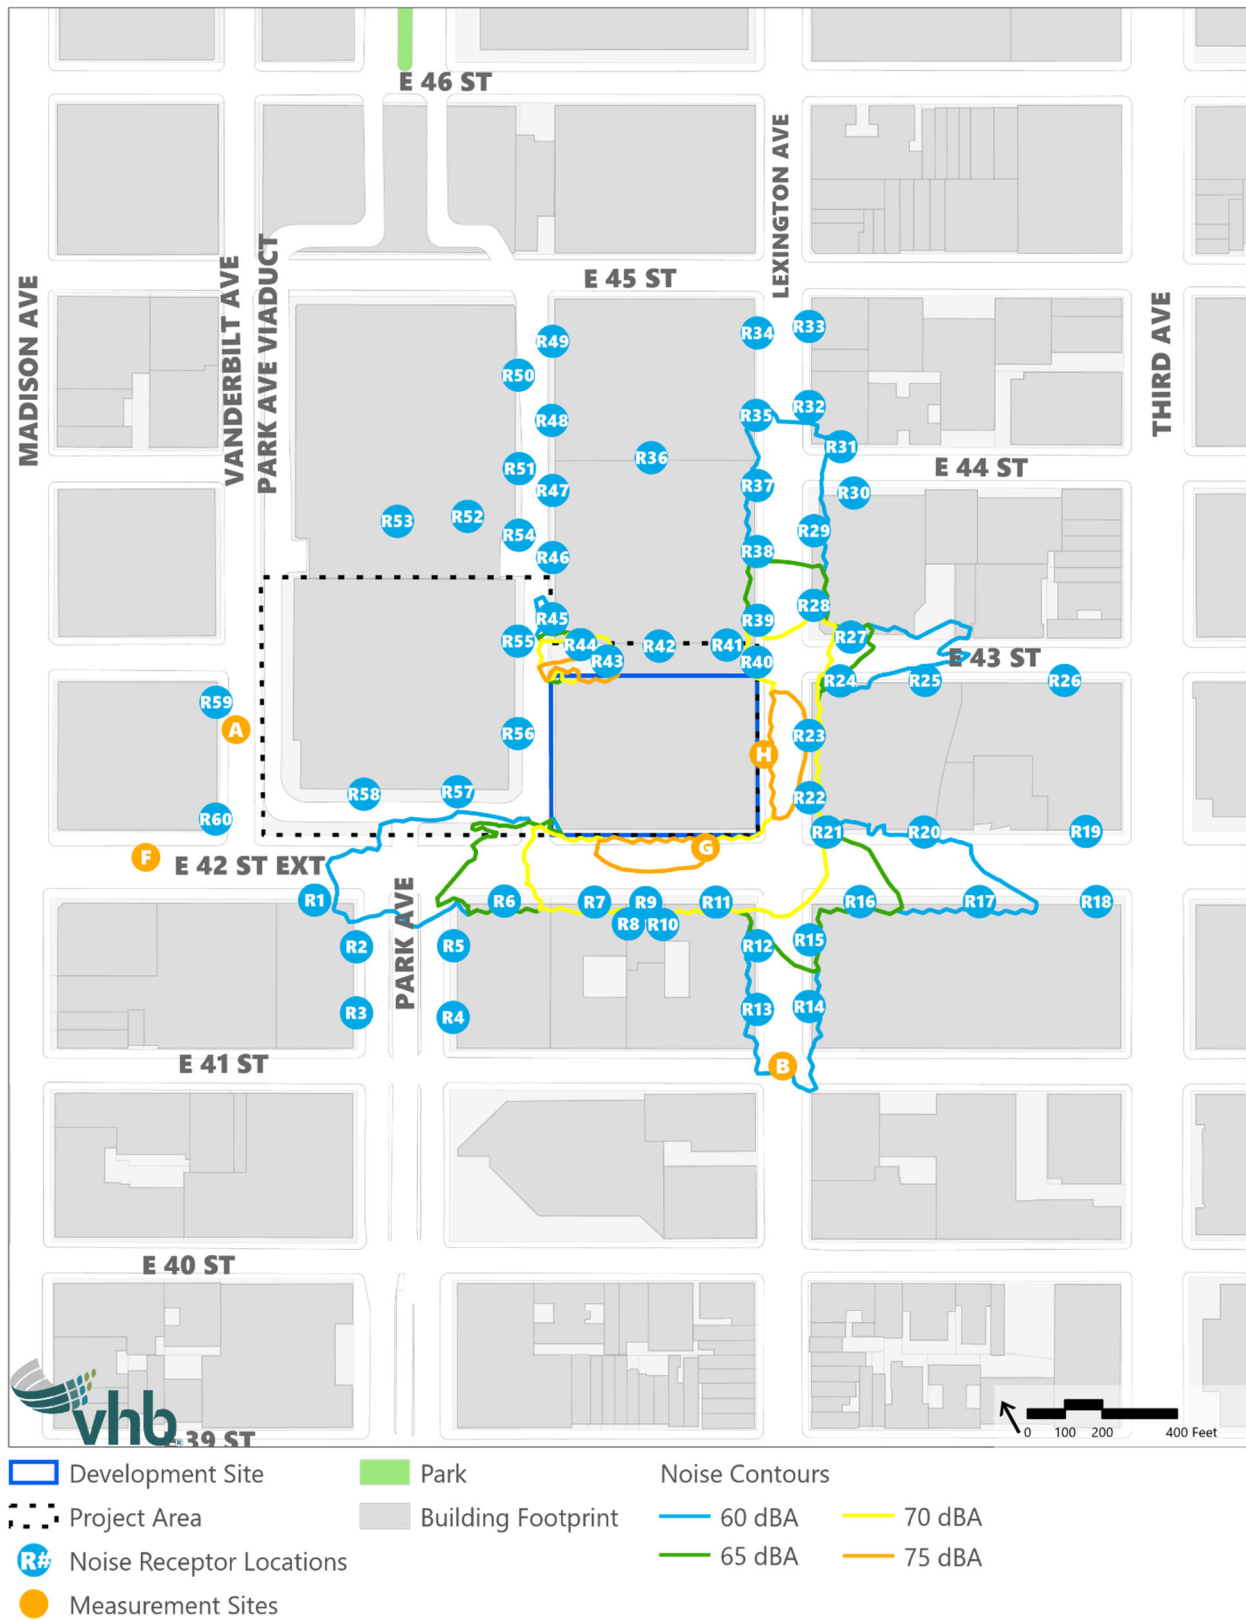 E 46 ST
LEXINGTON AVE
E 45 ST
MADISON AVE
VANDERBILT AVE
PARK AVE VIADUCT
THIRD AVE
R49
R34
R33
R50
R48
R35
R32
R31
E 44 ST
R36
R51
R47
R37
R30
R53
R52
R54
R29
R46
R38
R45
R39
R28
R55
R44
R43
R42
R41
R40
R27
E 43 ST
R24
R25
R26
R59
A
R56
H
R23
R58
R57
R22
R60
R21
R20
R19
F
E 42 ST EXT
G
R1
R6
R7
R9
R11
R16
R17
R18
R8
R10
R2
PARK AVE
R5
R12
R15
R3
R4
R13
R14
E 41 ST
B
E 40 ST
vhb®
39 ST
0 100 200 400 Feet
Development Site
Park
Noise Contours
Project Area
Building Footprint
60 dBA
70 dBA
R#
Noise Receptor Locations
65 dBA
75 dBA
Measurement Sites